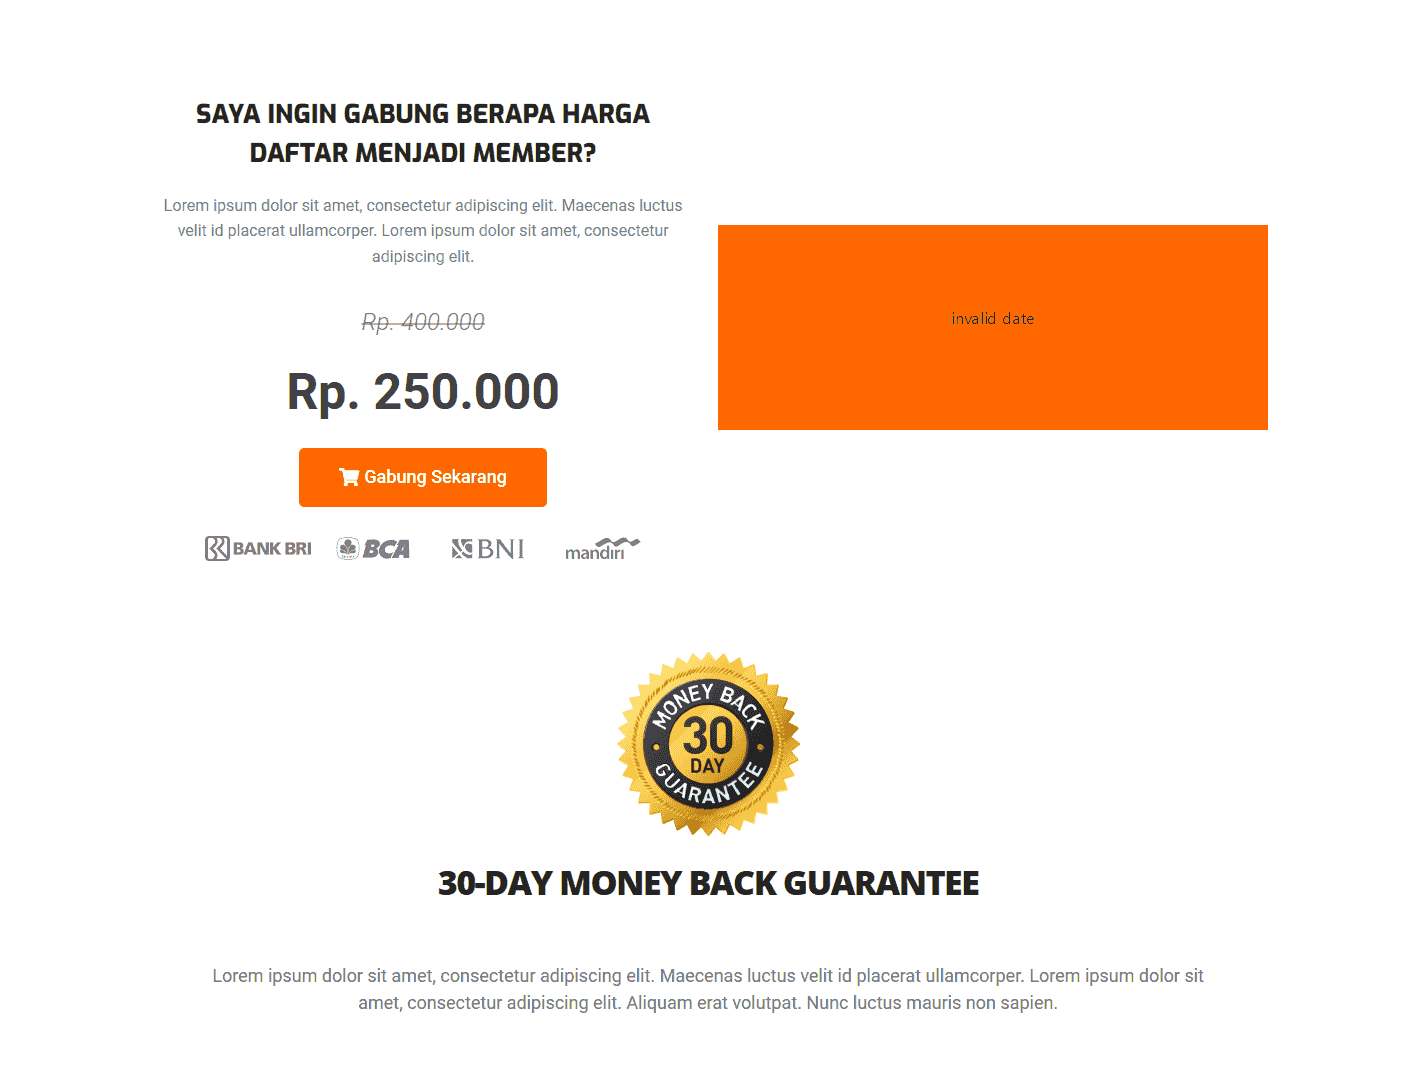 SAYA INGIN GABUNG BERAPA HARGA
DAFTAR MENJADI MEMBER?
Lorem ipsum dolor sit amet, consectetur adipiscing elit. Maecenas luctus
velit id placerat ullamcorper. Lorem ipsum dolor sit amet, consectetur
adipiscing elit.
Rp. 400.000
Rp. 250.000
Gabung Sekarang
BANK BRI
BCA
BNI
mandiri
invalid date
MONEY BACK
30
DAY
GUARANTEE
30-DAY MONEY BACK GUARANTEE
Lorem ipsum dolor sit amet, consectetur adipiscing elit. Maecenas luctus velit id placerat ullamcorper. Lorem ipsum dolor sit
amet, consectetur adipiscing elit. Aliquam erat volutpat. Nunc luctus mauris non sapien.